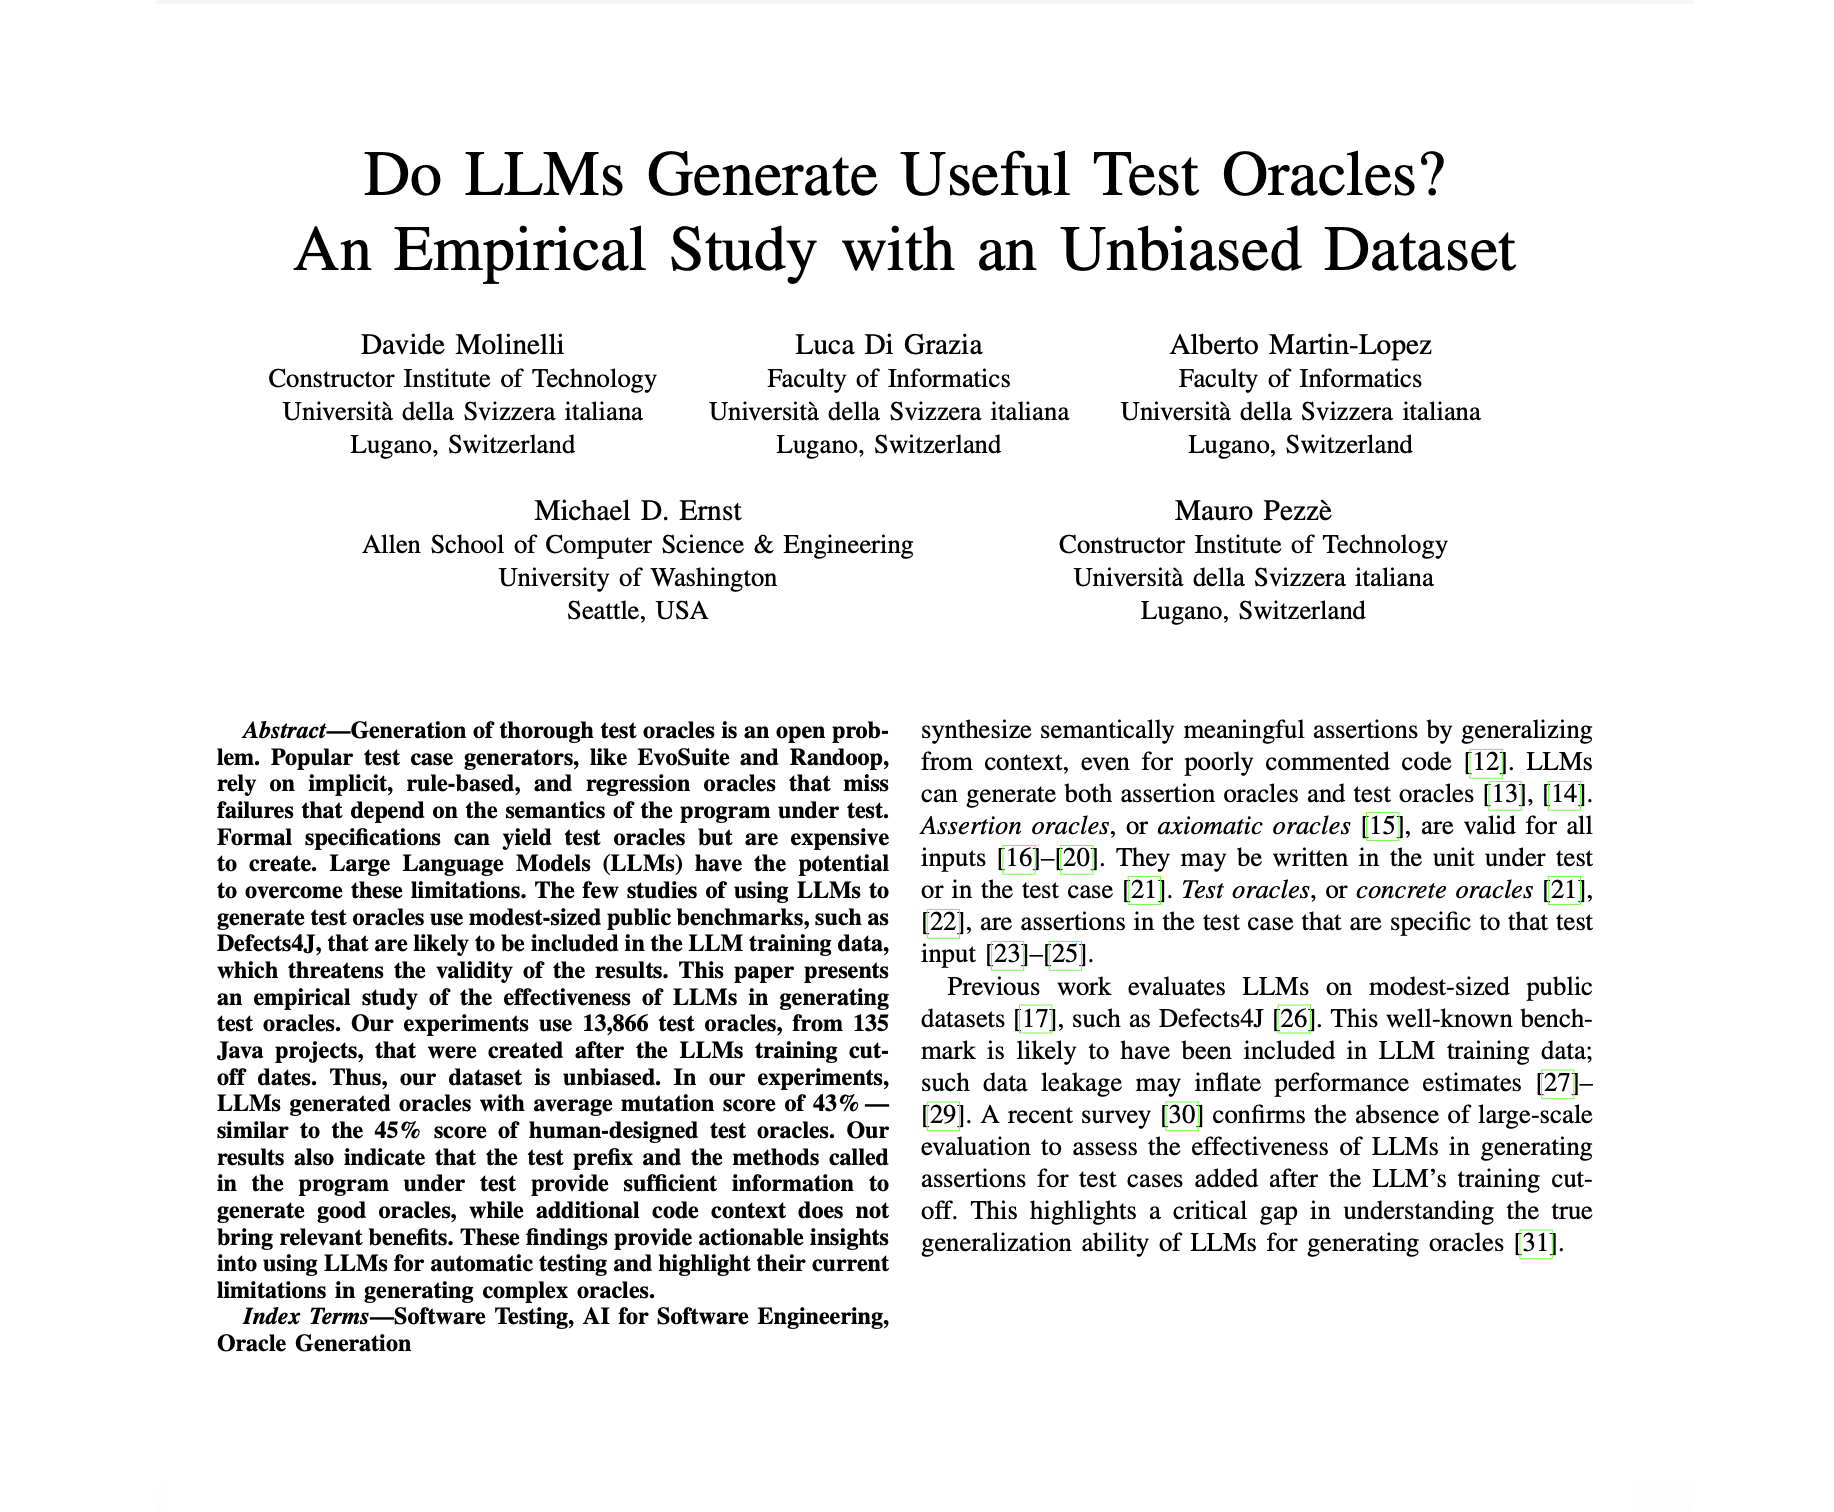 Do LLMs Generate Useful Test Oracles?
An Empirical Study with an Unbiased Dataset
Davide Molinelli
Constructor Institute of Technology
Università della Svizzera italiana
Lugano, Switzerland
Luca Di Grazia
Faculty of Informatics
Università della Svizzera italiana
Lugano, Switzerland
Alberto Martin-Lopez
Faculty of Informatics
Università della Svizzera italiana
Lugano, Switzerland
Michael D. Ernst
Allen School of Computer Science & Engineering
University of Washington
Seattle, USA
Mauro Pezzè
Constructor Institute of Technology
Università della Svizzera italiana
Lugano, Switzerland
Abstract—Generation of thorough test oracles is an open prob-
lem. Popular test case generators, like EvoSuite and Randoop,
rely on implicit, rule-based, and regression oracles that miss
failures that depend on the semantics of the program under test.
Formal specifications can yield test oracles but are expensive
to create. Large Language Models (LLMs) have the potential
to overcome these limitations. The few studies of using LLMs to
generate test oracles use modest-sized public benchmarks, such as
Defects4J, that are likely to be included in the LLM training data,
which threatens the validity of the results. This paper presents
an empirical study of the effectiveness of LLMs in generating
test oracles. Our experiments use 13,866 test oracles, from 135
Java projects, that were created after the LLMs training cut-
off dates. Thus, our dataset is unbiased. In our experiments,
LLMs generated oracles with average mutation score of 43% —
similar to the 45% score of human-designed test oracles. Our
results also indicate that the test prefix and the methods called
in the program under test provide sufficient information to
generate good oracles, while additional code context does not
bring relevant benefits. These findings provide actionable insights
into using LLMs for automatic testing and highlight their current
limitations in generating complex oracles.
Index Terms—Software Testing, AI for Software Engineering,
Oracle Generation
synthesize semantically meaningful assertions by generalizing
from context, even for poorly commented code [12]. LLMs
can generate both assertion oracles and test oracles [13], [14].
Assertion oracles, or axiomatic oracles [15], are valid for all
inputs [16]–[20]. They may be written in the unit under test
or in the test case [21]. Test oracles, or concrete oracles [21],
[22], are assertions in the test case that are specific to that test
input [23]–[25].
Previous work evaluates LLMs on modest-sized public
datasets [17], such as Defects4J [26]. This well-known bench-
mark is likely to have been included in LLM training data;
such data leakage may inflate performance estimates [27]–
[29]. A recent survey [30] confirms the absence of large-scale
evaluation to assess the effectiveness of LLMs in generating
assertions for test cases added after the LLM’s training cut-
off. This highlights a critical gap in understanding the true
generalization ability of LLMs for generating oracles [31].